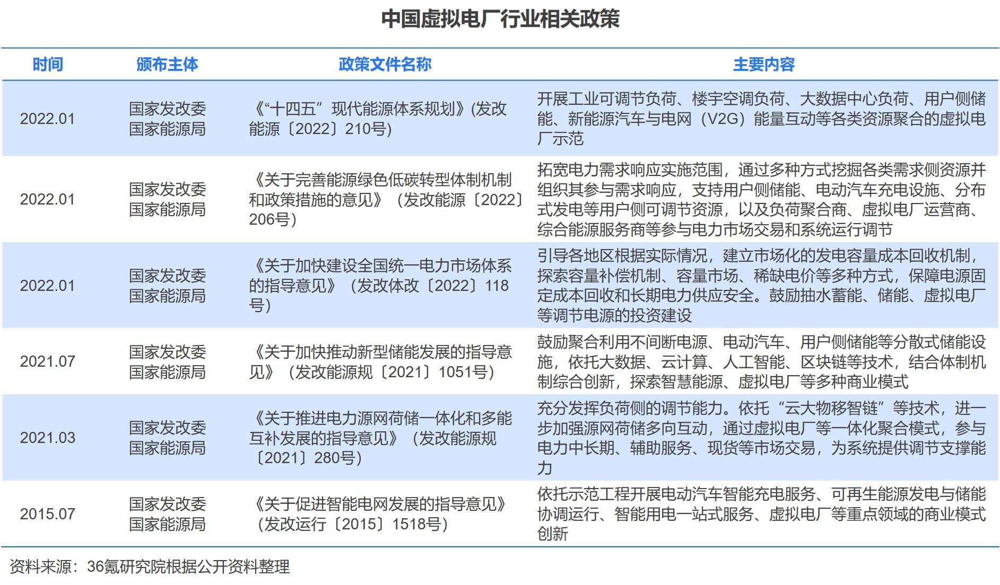 中国虚拟电厂行业相关政策
时间
颁布主体
政策文件名称
主要内容
2022.01
国家发改委
国家能源局
《“十四五”现代能源体系规划》(发改
能源〔2022〕210号)
开展工业可调节负荷、楼宇空调负荷、大数据中心负荷、用户侧储
能、新能源汽车与电网（V2G）能量互动等各类资源聚合的虚拟电
厂示范
2022.01
国家发改委
国家能源局
《关于完善能源绿色低碳转型体制机制
和政策措施的意见》（发改能源〔2022〕
206号）
拓宽电力需求响应实施范围，通过多种方式挖掘各类需求侧资源并
组织其参与需求响应，支持用户侧储能、电动汽车充电设施、分布
式发电等用户侧可调节资源，以及负荷聚合商、虚拟电厂运营商、
综合能源服务商等参与电力市场交易和系统运行调节
2022.01
国家发改委
国家能源局
《关于加快建设全国统一电力市场体系
的指导意见》（发改体改〔2022〕118
号）
引导各地区根据实际情况，建立市场化的发电容量成本回收机制，
探索容量补偿机制、容量市场、稀缺电价等多种方式，保障电源固
定成本回收和长期电力供应安全。鼓励抽水蓄能、储能、虚拟电厂
等调节电源的投资建设
2021.07
国家发改委
国家能源局
《关于加快推动新型储能发展的指导意
见》（发改能源规〔2021〕1051号）
鼓励聚合利用不间断电源、电动汽车、用户侧储能等分散式储能设
施，依托大数据、云计算、人工智能、区块链等技术，结合体制机
制综合创新，探索智慧能源、虚拟电厂等多种商业模式
2021.03
国家发改委
国家能源局
《关于推进电力源网荷储一体化和多能
互补发展的指导意见》（发改能源规
〔2021〕280号）
充分发挥负荷侧的调节能力。依托“云大物移智链”等技术，进一
步加强源网荷储多向互动，通过虚拟电厂等一体化聚合模式，参与
电力中长期、辅助服务、现货等市场交易，为系统提供调节支撑能
力
2015.07
国家发改委
国家能源局
《关于促进智能电网发展的指导意见》
（发改运行〔2015〕1518号）
依托示范工程开展电动汽车智能充电服务、可再生能源发电与储能
协调运行、智能用电一站式服务、虚拟电厂等重点领域的商业模式
创新
资料来源：36氪研究院根据公开资料整理